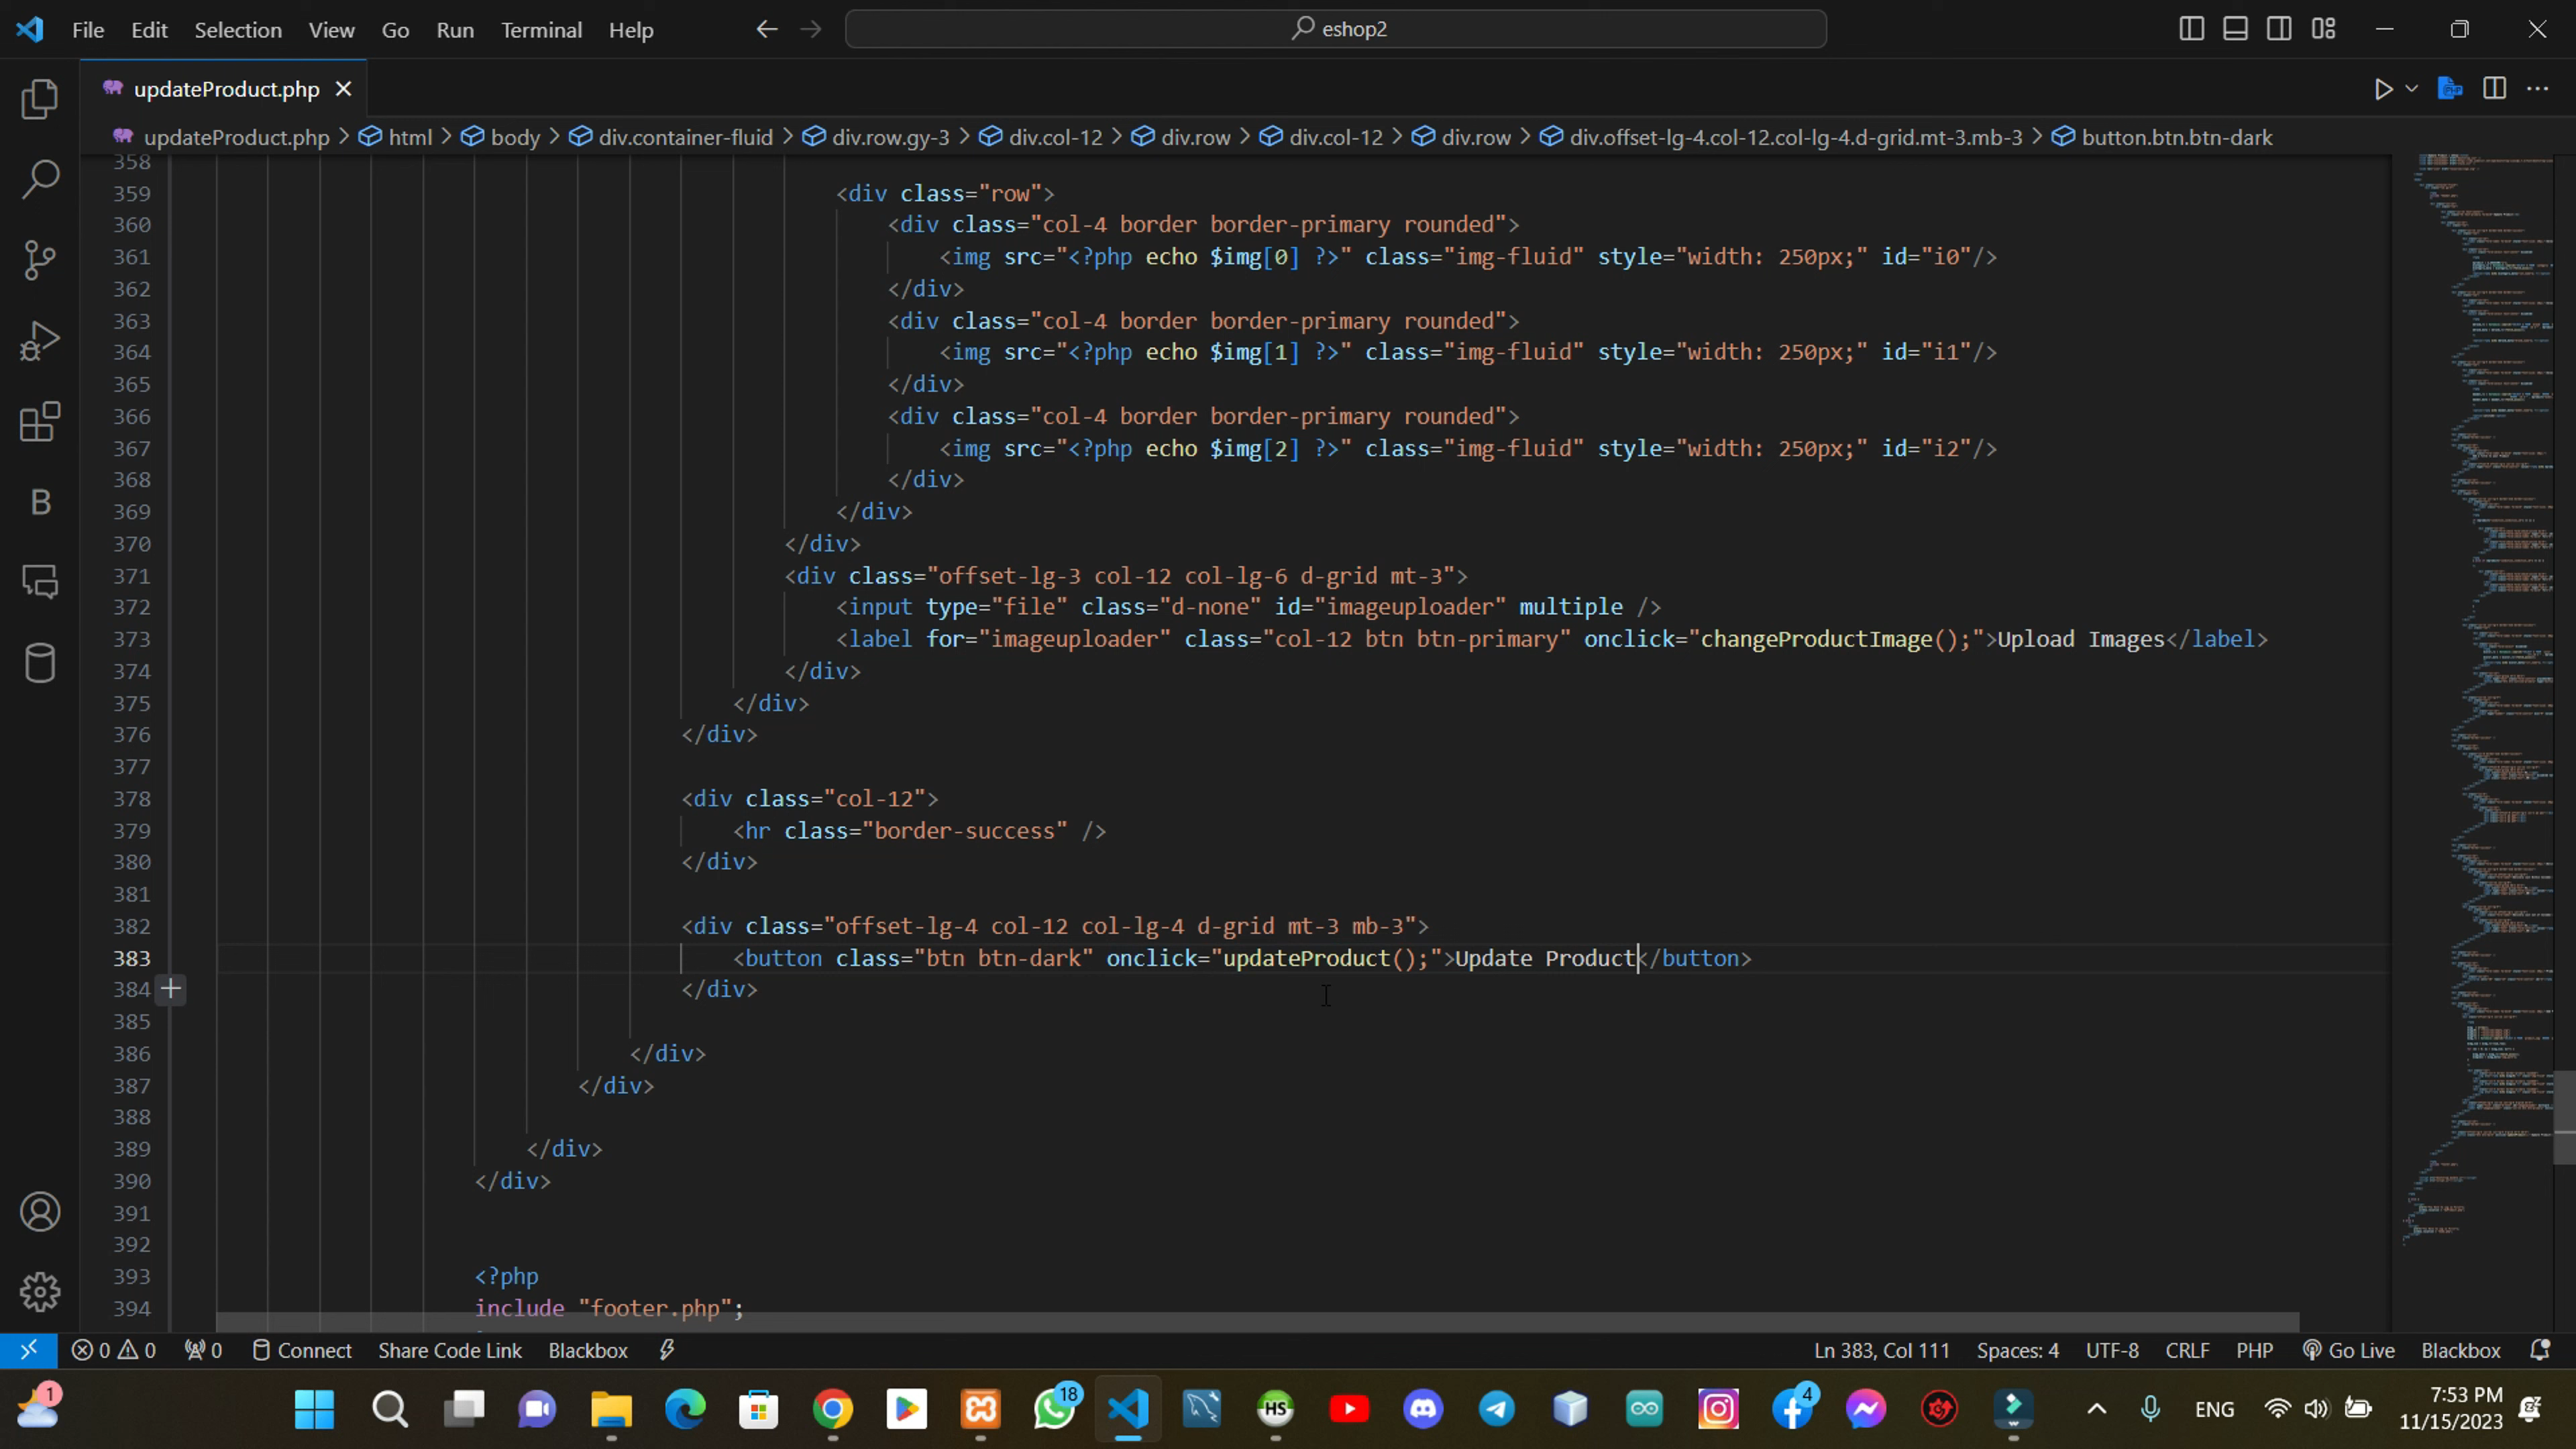 File Edit Selection View Go Run Terminal Help eshop2
updateProduct.php
updateProduct.php > html > body > div.container-fluid > div.row.gy-3 > div.col-12 > div.row > div.col-12 > div.row > div.offset-lg-4.col-12.col-lg-4.d-grid.mt-3.mb-3 > button.btn.btn-dark
358
359 <div class="row">
360 <div class="col-4 border border-primary rounded">
361 <img src="<?php echo $img[0] ?>" class="img-fluid" style="width: 250px;" id="i0"/>
362 </div>
363 <div class="col-4 border border-primary rounded">
364 <img src="<?php echo $img[1] ?>" class="img-fluid" style="width: 250px;" id="i1"/>
365 </div>
366 <div class="col-4 border border-primary rounded">
367 <img src="<?php echo $img[2] ?>" class="img-fluid" style="width: 250px;" id="i2"/>
368 </div>
369 </div>
370 </div>
371 <div class="offset-lg-3 col-12 col-lg-6 d-grid mt-3">
372 <input type="file" class="d-none" id="imageuploader" multiple />
373 <label for="imageuploader" class="col-12 btn btn-primary" onclick="changeProductImage();">Upload Images</label>
374 </div>
375 </div>
376 </div>
377
378 <div class="col-12">
379 <hr class="border-success" />
380 </div>
381
382 <div class="offset-lg-4 col-12 col-lg-4 d-grid mt-3 mb-3">
383 <button class="btn btn-dark" onclick="updateProduct();">Update Product</button>
384 </div>
385
386 </div>
387 </div>
388
389 </div>
390 </div>
391
392
393 <?php
394 include "footer.php";
0 0 0 Connect Share Code Link Blackbox Ln 383, Col 111 Spaces: 4 UTF-8 CRLF PHP Go Live Blackbox
1 18 HS 4 ENG 7:53 PM
11/15/2023